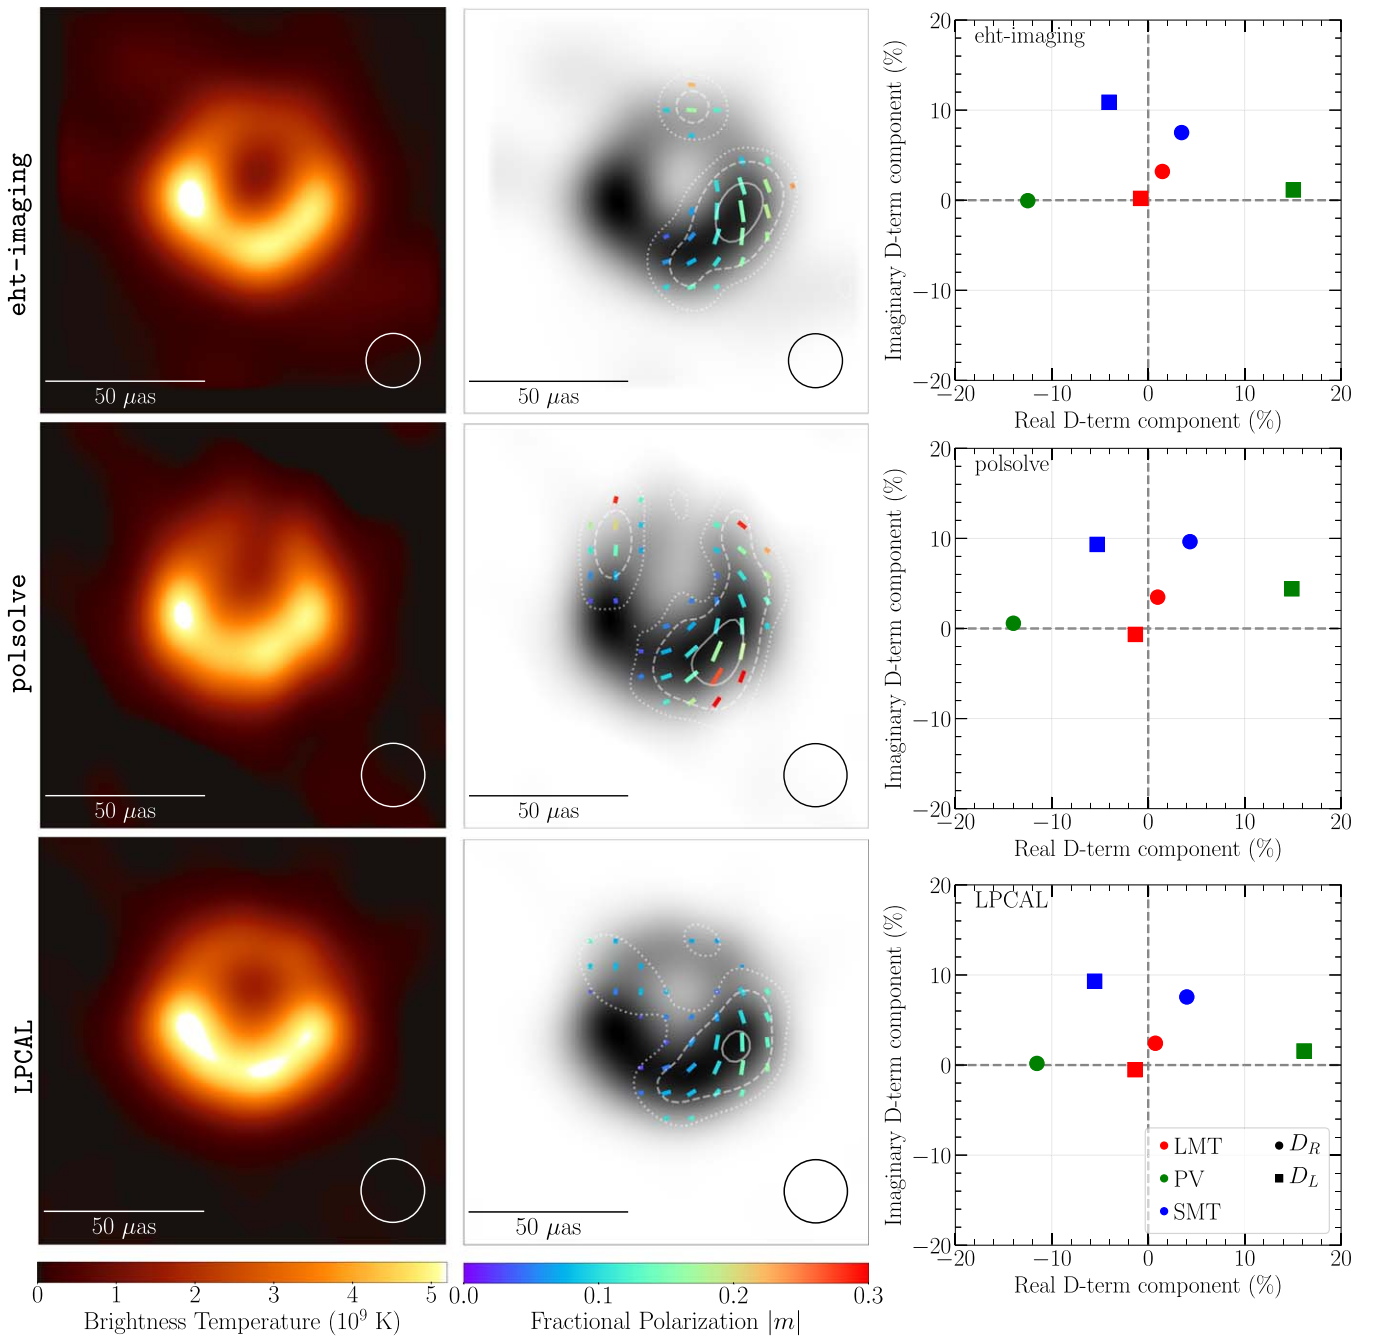 eht-imaging
50 μas
50 μas
eht-imaging
Imaginary D-term component (%)
20
10
0
−10
−20
−20
−10
0
10
20
Real D-term component (%)
polsolve
50 μas
50 μas
polsolve
Imaginary D-term component (%)
20
10
0
−10
−20
−20
−10
0
10
20
Real D-term component (%)
LPCAL
50 μas
50 μas
LPCAL
Imaginary D-term component (%)
20
10
0
−10
−20
LMT
PV
SMT
D_R
D_L
−20
−10
0
10
20
Real D-term component (%)
0 1 2 3 4 5
Brightness Temperature (10⁹ K)
0.0 0.1 0.2 0.3
Fractional Polarization |m|